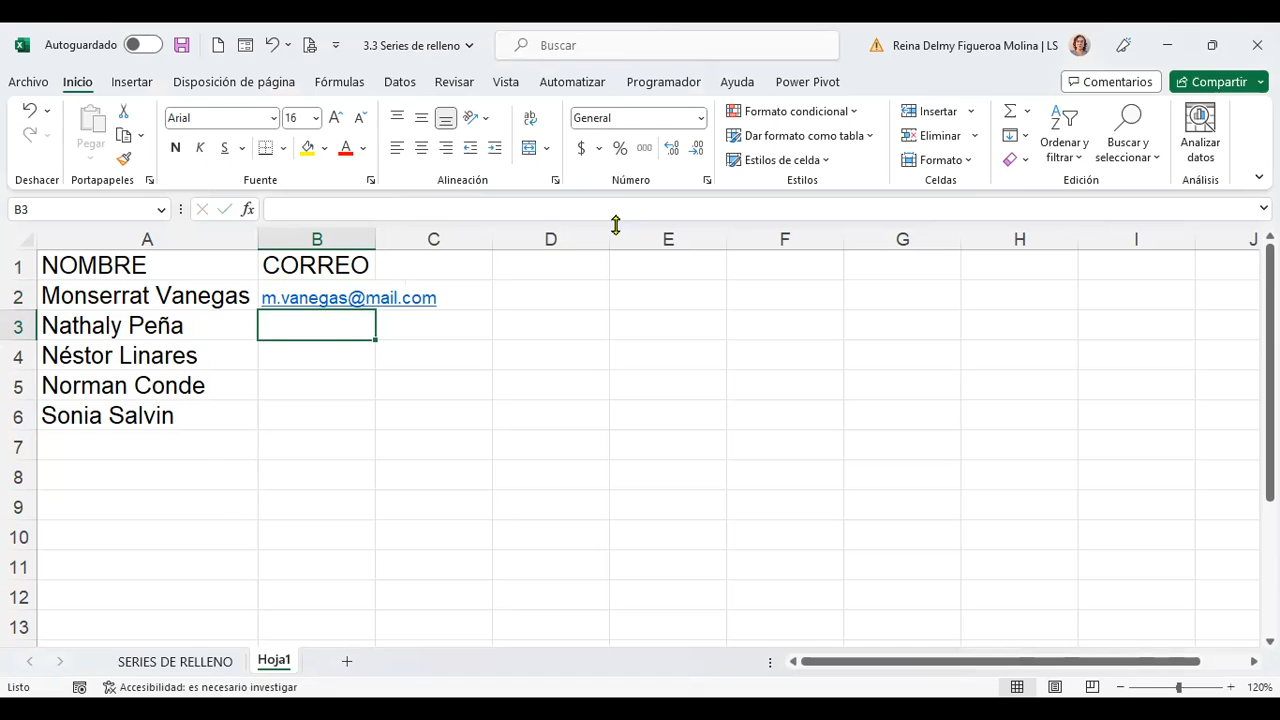 Autoguardado
3.3 Series de relleno
Buscar
Reina Delmy Figueroa Molina | LS
Archivo Inicio Insertar Disposición de página Fórmulas Datos Revisar Vista Automatizar Programador Ayuda Power Pivot
Comentarios Compartir
Arial 16 General
Formato condicional Insertar
Pegar
Dar formato como tabla Eliminar
N K S A $ % 000
Estilos de celda Formato
Ordenar y filtrar
Buscar y seleccionar
Analizar datos
Deshacer Portapapeles Fuente Alineación Número Estilos Celdas Edición Análisis
B3 fx
A B C D E F G H I J
1 NOMBRE CORREO
2 Monserrat Vanegas m.vanegas@mail.com
3 Nathaly Peña
4 Néstor Linares
5 Norman Conde
6 Sonia Salvin
7
8
9
10
11
12
13
SERIES DE RELLENO Hoja1
Listo Accesibilidad: es necesario investigar 120%